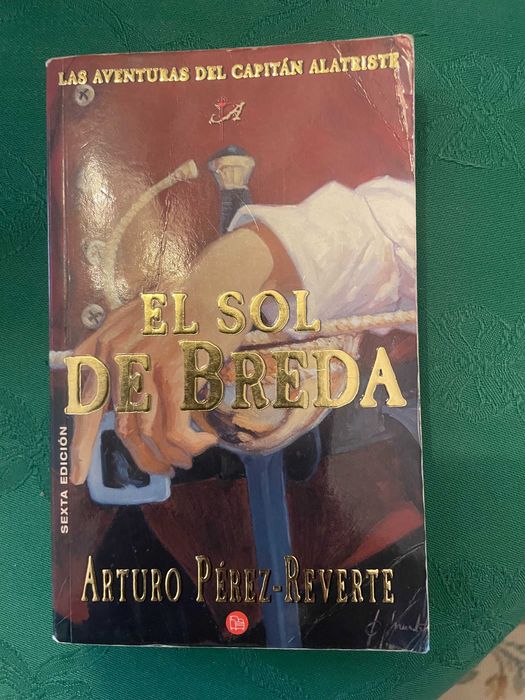 LAS AVENTURAS DEL CAPITÁN ALATRISTE
A
EL SOL
DE BREDA
SEXTA EDICIÓN
ARTURO PÉREZ-REVERTE